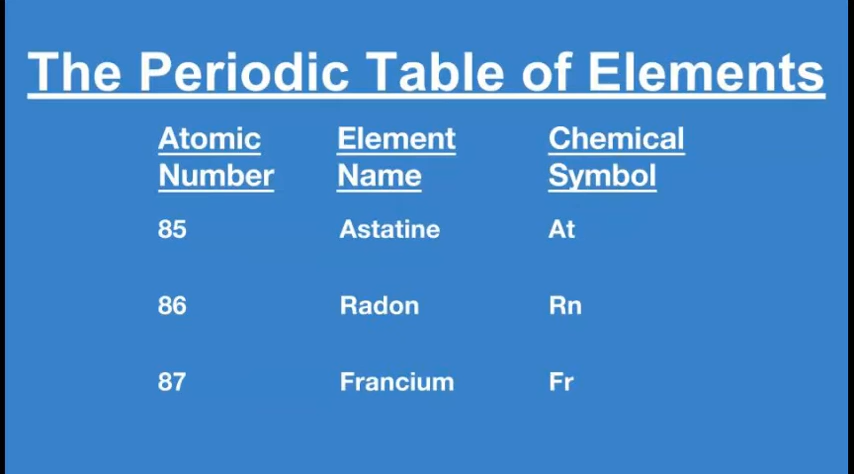 The Periodic Table of Elements
Atomic Number Element Name Chemical Symbol
85 Astatine At
86 Radon Rn
87 Francium Fr